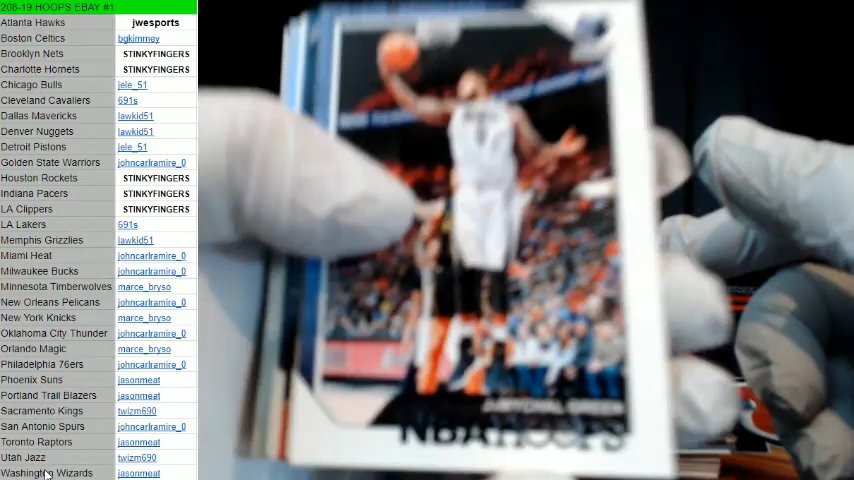 208-19 HOOPS EBAY #1
Atlanta Hawks jwesports
Boston Celtics bgkimmey
Brooklyn Nets STINKYFINGERS
Charlotte Hornets STINKYFINGERS
Chicago Bulls jele_51
Cleveland Cavaliers 691s
Dallas Mavericks lawkid51
Denver Nuggets lawkid51
Detroit Pistons jele_51
Golden State Warriors johncarlramire_0
Houston Rockets STINKYFINGERS
Indiana Pacers STINKYFINGERS
LA Clippers STINKYFINGERS
LA Lakers 691s
Memphis Grizzlies lawkid51
Miami Heat johncarlramire_0
Milwaukee Bucks johncarlramire_0
Minnesota Timberwolves marce_bryso
New Orleans Pelicans johncarlramire_0
New York Knicks marce_bryso
Oklahoma City Thunder johncarlramire_0
Orlando Magic marce_bryso
Philadelphia 76ers johncarlramire_0
Phoenix Suns jasonmeat
Portland Trail Blazers jasonmeat
Sacramento Kings twizm690
San Antonio Spurs johncarlramire_0
Toronto Raptors jasonmeat
Utah Jazz twizm690
Washington Wizards jasonmeat
GREEN
NBA HOOPS